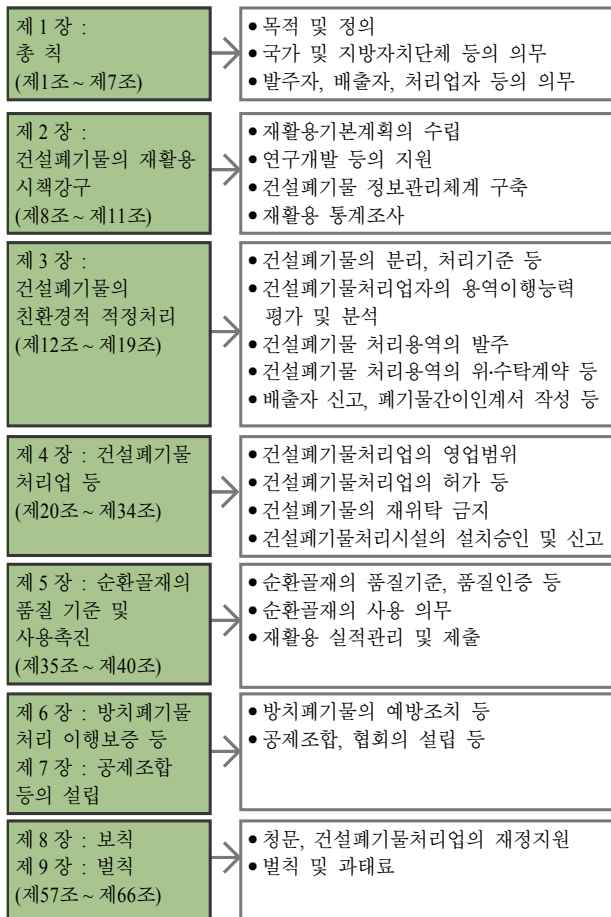 제 1 장 :
총 칙
(제1조 ~ 제7조)
• 목적 및 정의
• 국가 및 지방자치단체 등의 의무
• 발주자, 배출자, 처리업자 등의 의무
제 2 장 :
건설폐기물의 재활용
시책강구
(제8조 ~ 제11조)
• 재활용기본계획의 수립
• 연구개발 등의 지원
• 건설폐기물 정보관리체계 구축
• 재활용 통계조사
제 3 장 :
건설폐기물의
친환경적 적정처리
(제12조 ~ 제19조)
• 건설폐기물의 분리, 처리기준 등
• 건설폐기물처리업자의 용역이행능력
평가 및 분석
• 건설폐기물 처리용역의 발주
• 건설폐기물 처리용역의 위·수탁계약 등
• 배출자 신고, 폐기물간이인계서 작성 등
제 4 장 : 건설폐기물
처리업 등
(제20조 ~ 제34조)
• 건설폐기물처리업의 영업범위
• 건설폐기물처리업의 허가 등
• 건설폐기물의 재위탁 금지
• 건설폐기물처리시설의 설치승인 및 신고
제 5 장 : 순환골재의
품질 기준 및
사용촉진
(제35조 ~ 제40조)
• 순환골재의 품질기준, 품질인증 등
• 순환골재의 사용 의무
• 재활용 실적관리 및 제출
제 6 장 : 방치폐기물
처리 이행보증 등
제 7 장 : 공제조합
등의 설립
• 방치폐기물의 예방조치 등
• 공제조합, 협회의 설립 등
제 8 장 : 보칙
제 9 장 : 벌칙
(제57조 ~ 제66조)
• 청문, 건설폐기물처리업의 재정지원
• 벌칙 및 과태료